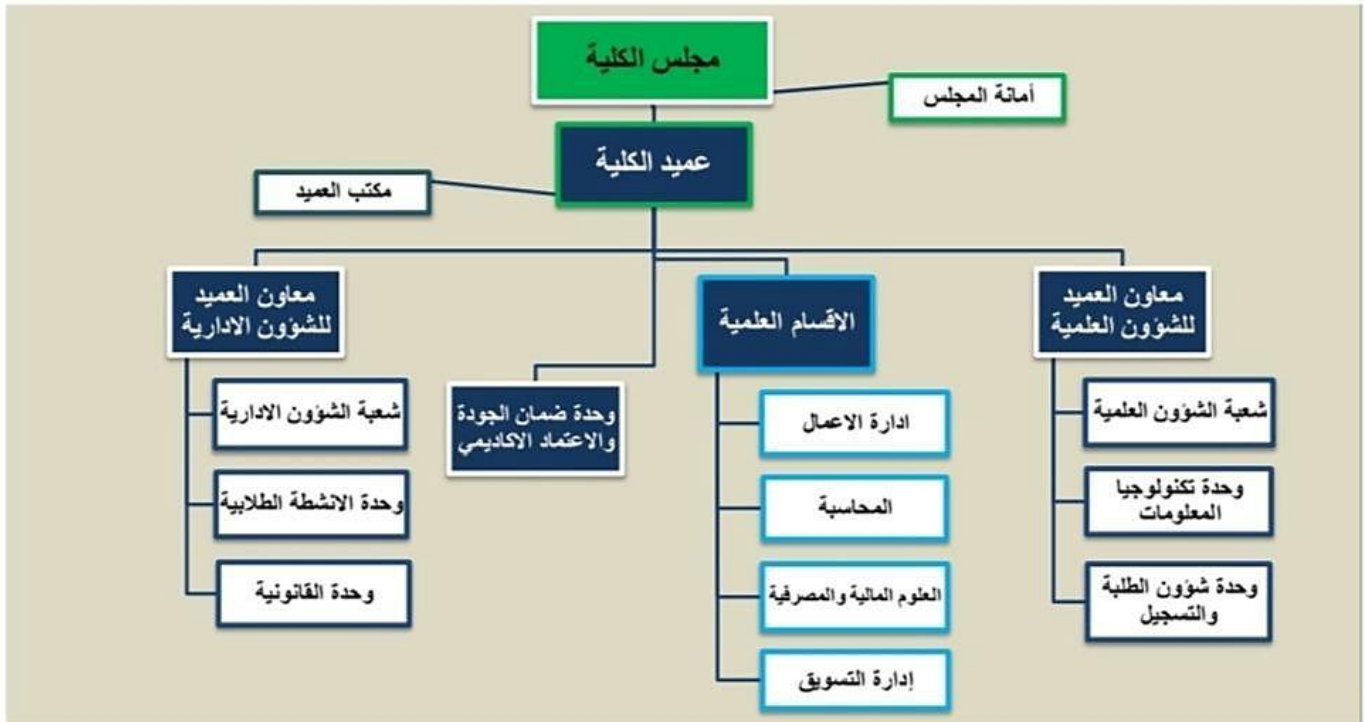 مجلس الكلية
أمانة المجلس
عميد الكلية
مكتب العميد
معاون العميد
للشؤون العلمية
شعبة الشؤون العلمية
وحدة تكنولوجيا
المعلومات
وحدة شؤون الطلبة
والتسجيل
الاقسام العلمية
ادارة الاعمال
المحاسبة
العلوم المالية والمصرفية
إدارة التسويق
وحدة ضمان الجودة
والاعتماد الاكاديمي
معاون العميد
للشؤون الادارية
شعبة الشؤون الادارية
وحدة الانشطة الطلابية
وحدة القانونية